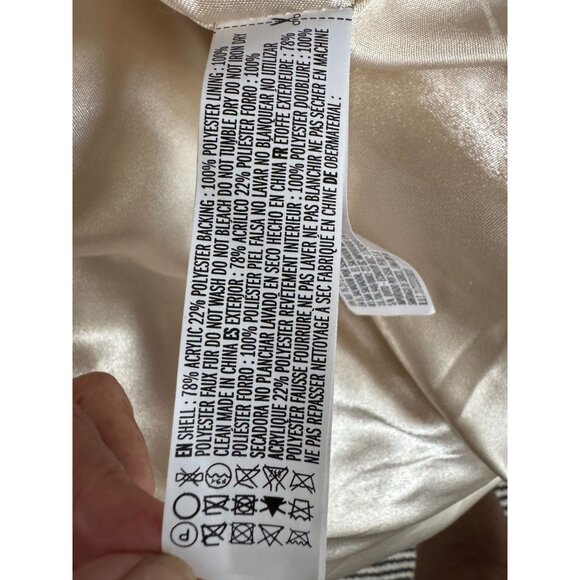 EN SHELL : 78% ACRYLIC 22% POLYESTER BACKING : 100% POLYESTER LINING : 100%
POLYESTER FAUX FUR DO NOT WASH DO NOT BLEACH DO NOT TUMBLE DRY DO NOT IRON DRY
CLEAN MADE IN CHINA ES EXTERIOR : 78% ACRILICO 22% POLIESTER FORRO : 100%
POLIÉSTER FORRO : 100% POLIÉSTER PIEL FALSA NO LAVAR NO BLANQUEAR NO UTILIZAR
SECADORA NO PLANCHAR LAVADO EN SECO HECHO EN CHINA FR ETOFFE EXTERIEURE : 78%
ACRYLIQUE 22% POLYESTER REVETEMENT INTERIEUR : 100% POLYESTER DOUBLURE : 100%
POLYESTER FAUSSE FOURRURE NE PAS LAVER NE PAS BLANCHIR NE PAS SÉCHER EN MACHINE
NE PAS REPASSER NETTOYAGE À SEC FABRIQUÉ EN CHINE DE OBERMATERIAL :
P